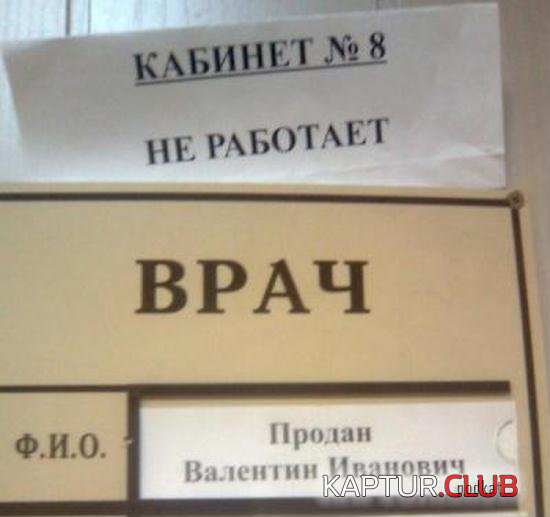 КАБИНЕТ № 8
НЕ РАБОТАЕТ
ВРАЧ
Ф.И.О.
Продан
Валентин Иванович
KAPTUR.CLUB